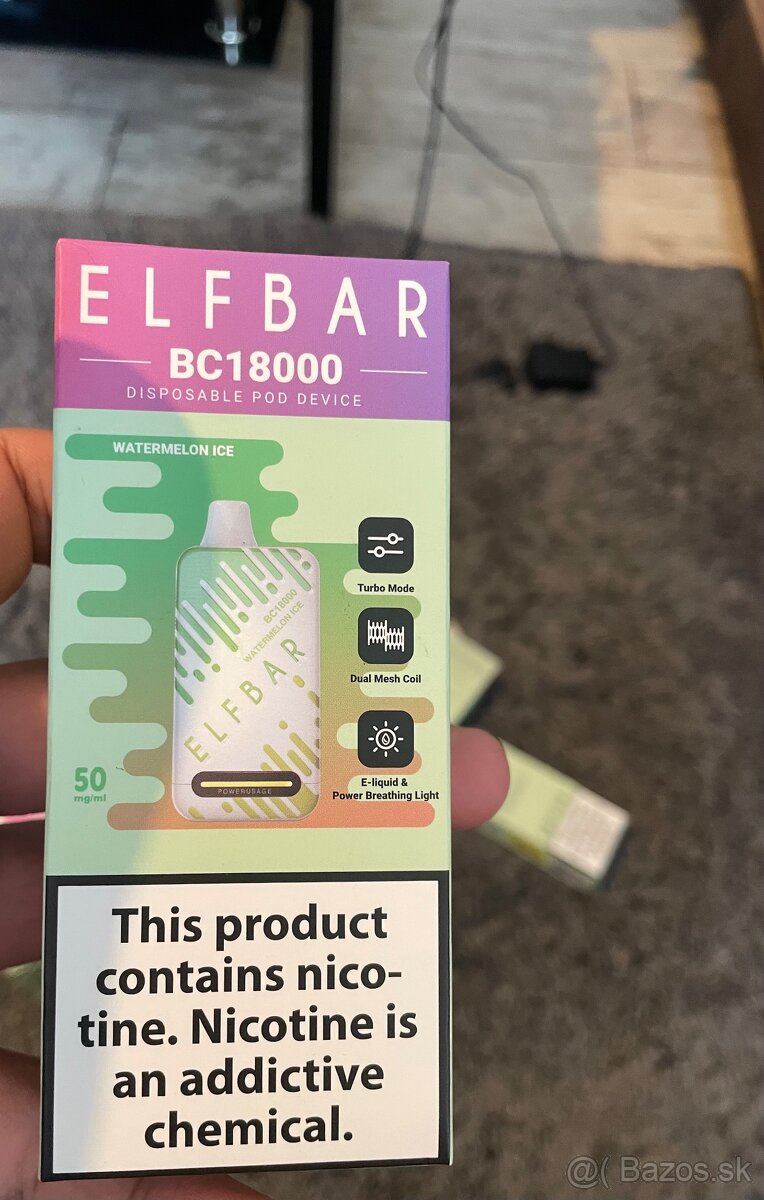 ELFBAR
BC18000
DISPOSABLE POD DEVICE
WATERMELON ICE
BC18000
WATERMELON ICE
ELFBAR
POWERUSAGE
Turbo Mode
Dual Mesh Coil
E-liquid &
Power Breathing Light
50
mg/ml
This product
contains nico-
tine. Nicotine is
an addictive
chemical.
@( Bazos.sk